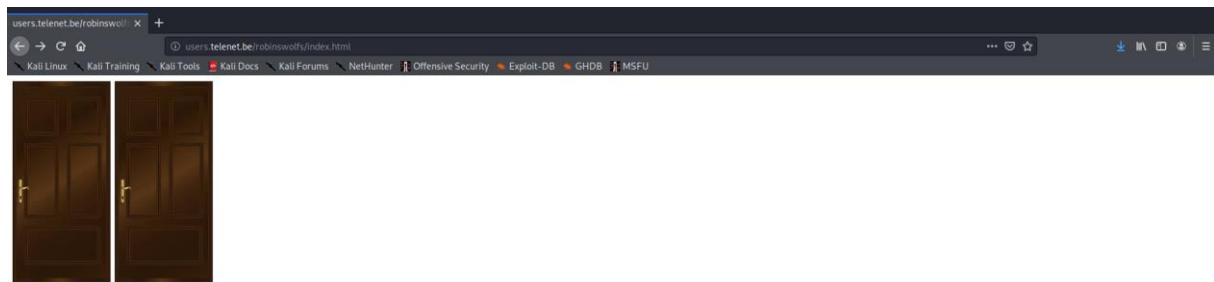 users.telenet.be/robinswolfs
users.telenet.be/robinswolfs/index.html
Kali Linux Kali Training Kali Tools Kali Docs Kali Forums NetHunter Offensive Security Exploit-DB GHDB MSFU